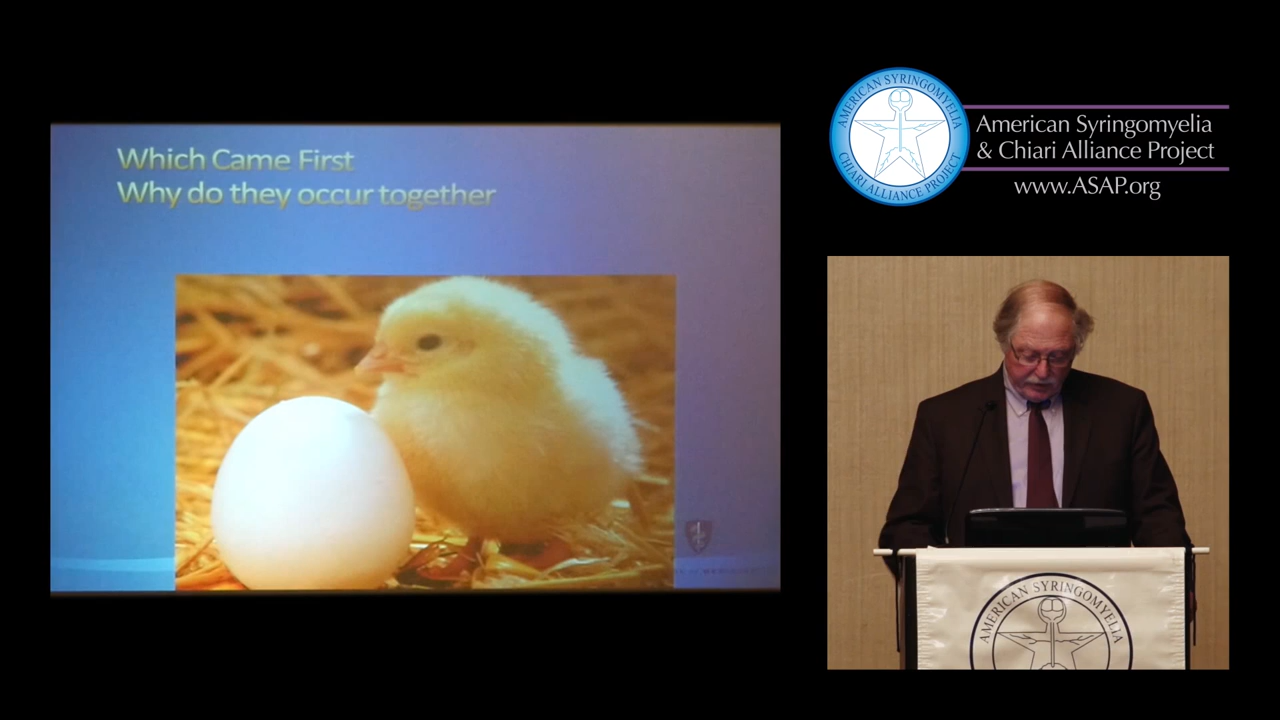 Which Came First
Why do they occur together
AMERICAN SYRINGOMYELIA
CHIARI ALLIANCE PROJECT
American Syringomyelia
& Chiari Alliance Project
www.ASAP.org
AMERICAN SYRINGOMYELIA